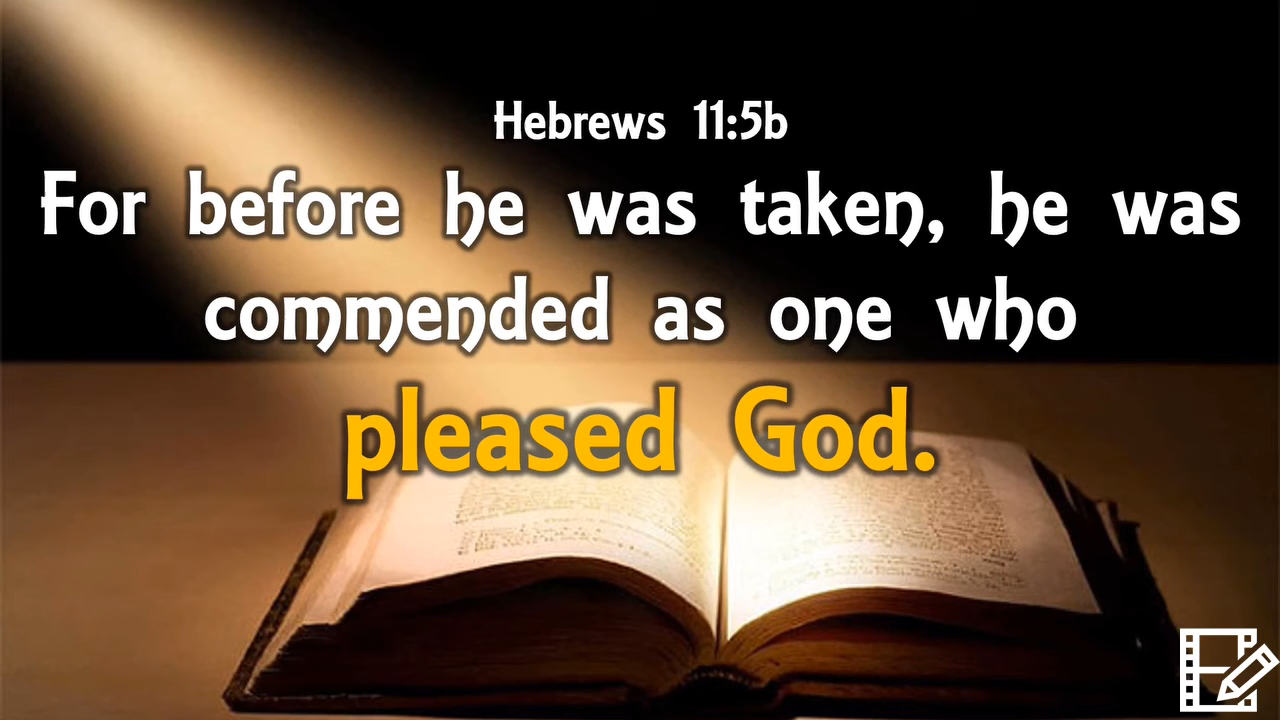 Hebrews 11:5b
For before he was taken, he was
commended as one who
pleased God.